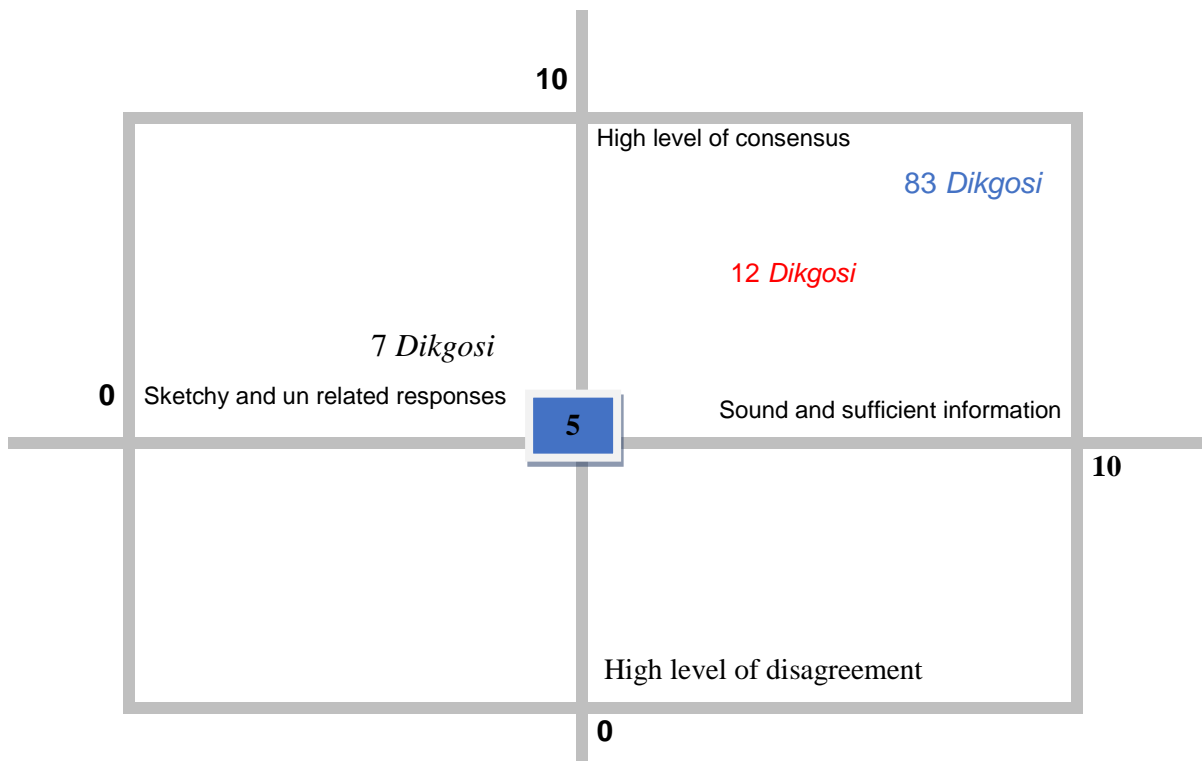 10
High level of consensus
83 Dikgosi
12 Dikgosi
7 Dikgosi
0
Sketchy and un related responses
5
Sound and sufficient information
10
High level of disagreement
0